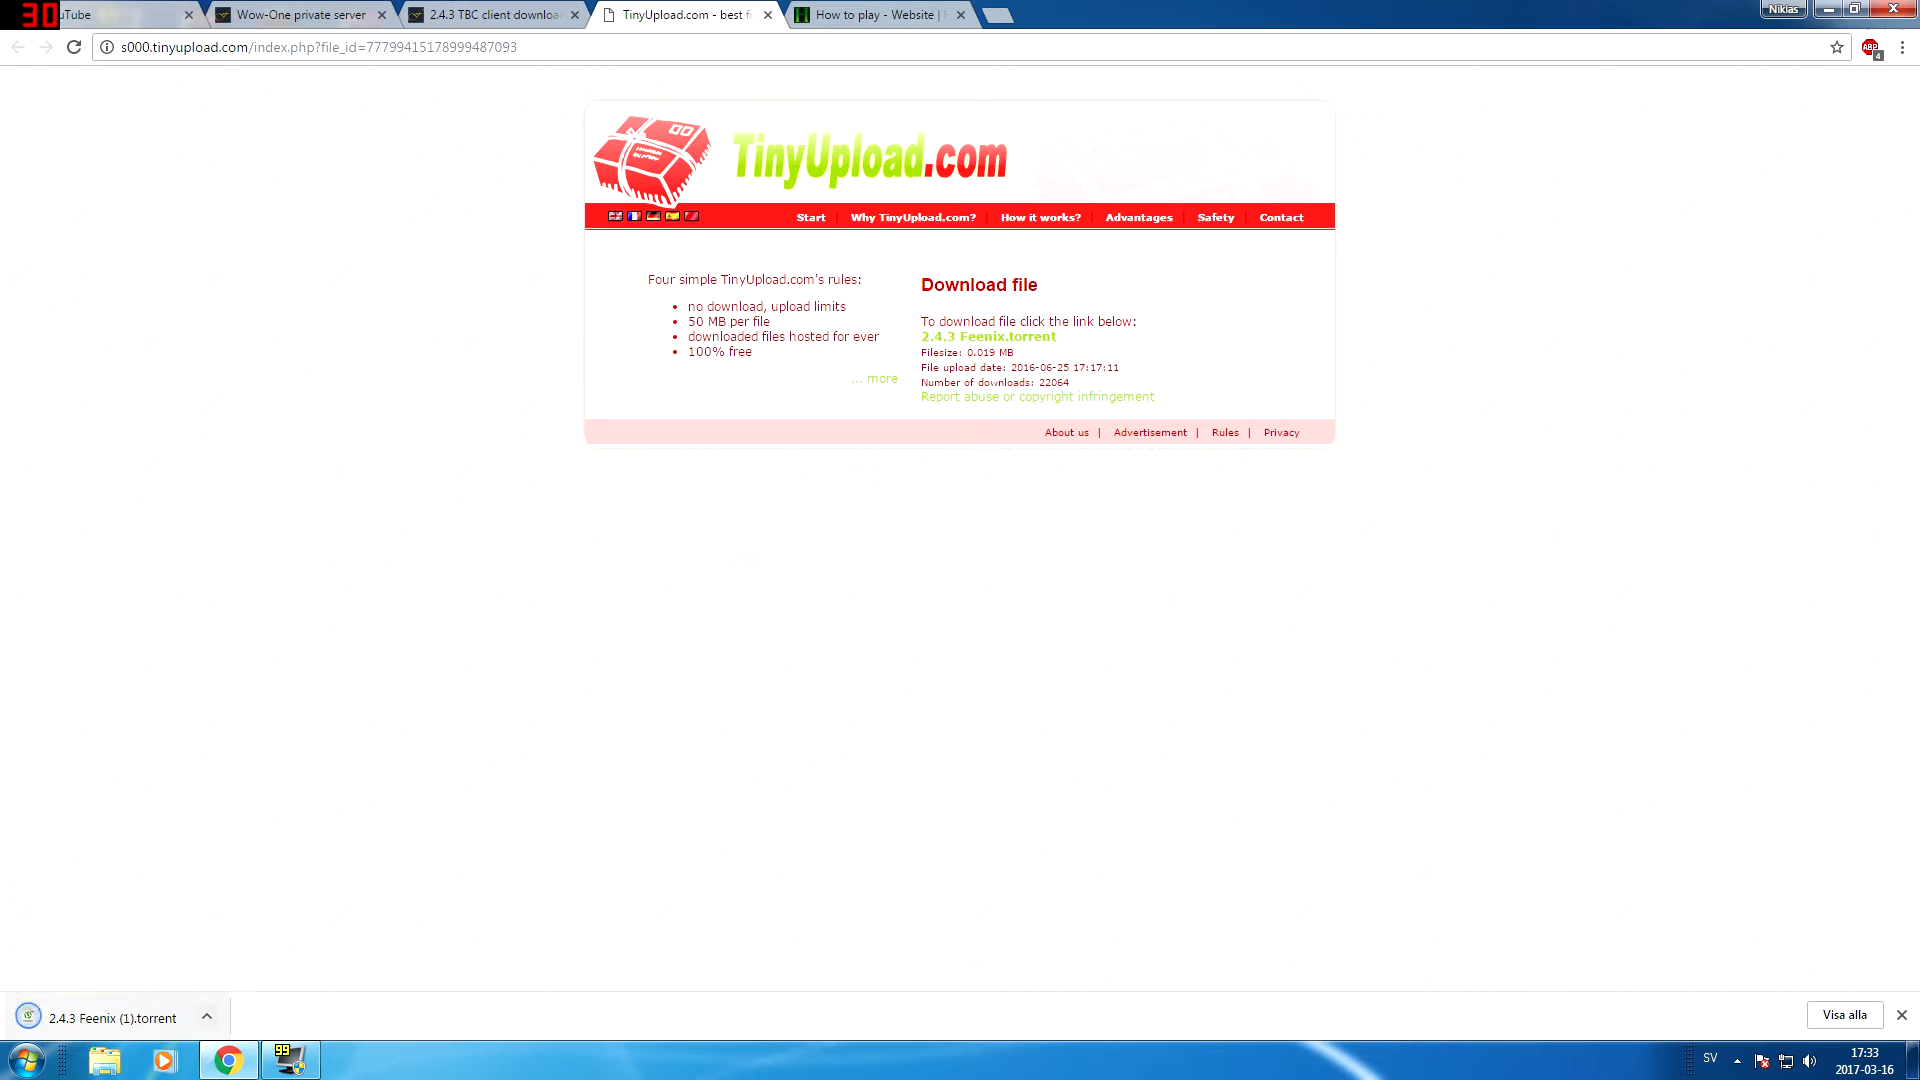 30
uTube
Wow-One private server
2.4.3 TBC client downloa
TinyUpload.com - best fi
How to play - Website |
Niklas
s000.tinyupload.com/index.php?file_id=77799415178999487093
ABP
4
TinyUpload.com
Start
Why TinyUpload.com?
How it works?
Advantages
Safety
Contact
Four simple TinyUpload.com's rules:
no download, upload limits
50 MB per file
downloaded files hosted for ever
100% free
... more
Download file
To download file click the link below:
2.4.3 Feenix.torrent
Filesize: 0.019 MB
File upload date: 2016-06-25 17:17:11
Number of downloads: 22064
Report abuse or copyright infringement
About us | Advertisement | Rules | Privacy
2.4.3 Feenix (1).torrent
Visa alla
99
SV
17:33
2017-03-16